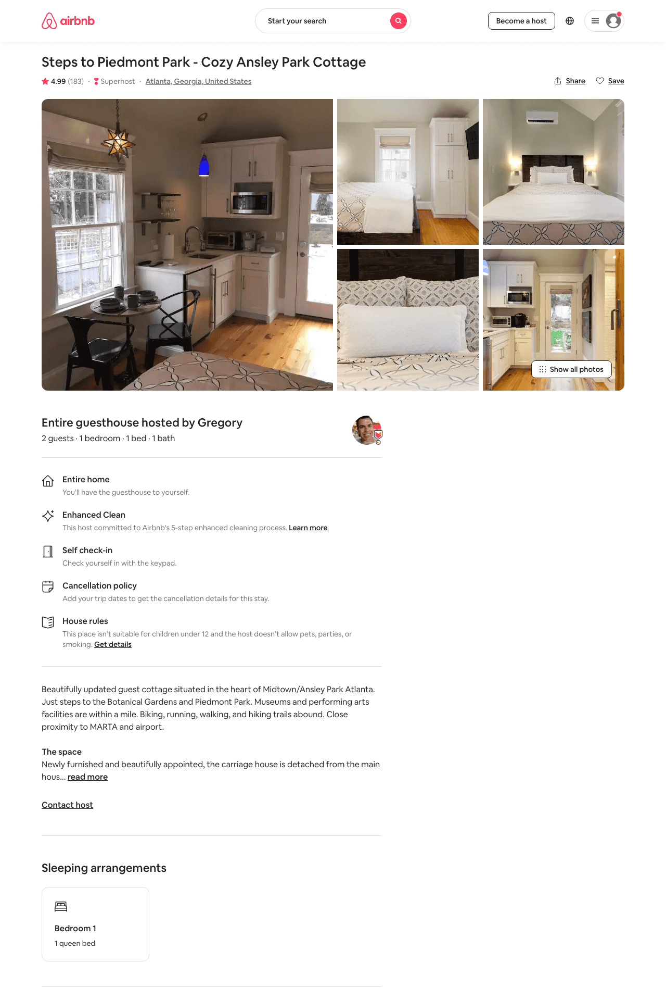 airbnb
Start your search
Become a host
Steps to Piedmont Park - Cozy Ansley Park Cottage
4.99 (183) · Superhost · Atlanta, Georgia, United States
Share
Save
Show all photos
Entire guesthouse hosted by Gregory
2 guests · 1 bedroom · 1 bed · 1 bath
Entire home
You'll have the guesthouse to yourself.
Enhanced Clean
This host committed to Airbnb's 5-step enhanced cleaning process. Learn more
Self check-in
Check yourself in with the keypad.
Cancellation policy
Add your trip dates to get the cancellation details for this stay.
House rules
This place isn't suitable for children under 12 and the host doesn't allow pets, parties, or
smoking. Get details
Beautifully updated guest cottage situated in the heart of Midtown/Ansley Park Atlanta.
Just steps to the Botanical Gardens and Piedmont Park. Museums and performing arts
facilities are within a mile. Biking, running, walking, and hiking trails abound. Close
proximity to MARTA and airport.
The space
Newly furnished and beautifully appointed, the carriage house is detached from the main
hous... read more
Contact host
Sleeping arrangements
Bedroom 1
1 queen bed